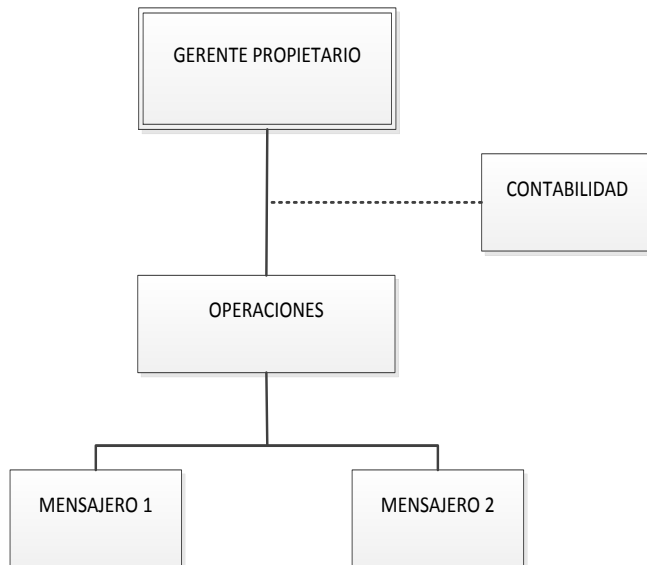 GERENTE PROPIETARIO
CONTABILIDAD
OPERACIONES
MENSAJERO 1
MENSAJERO 2